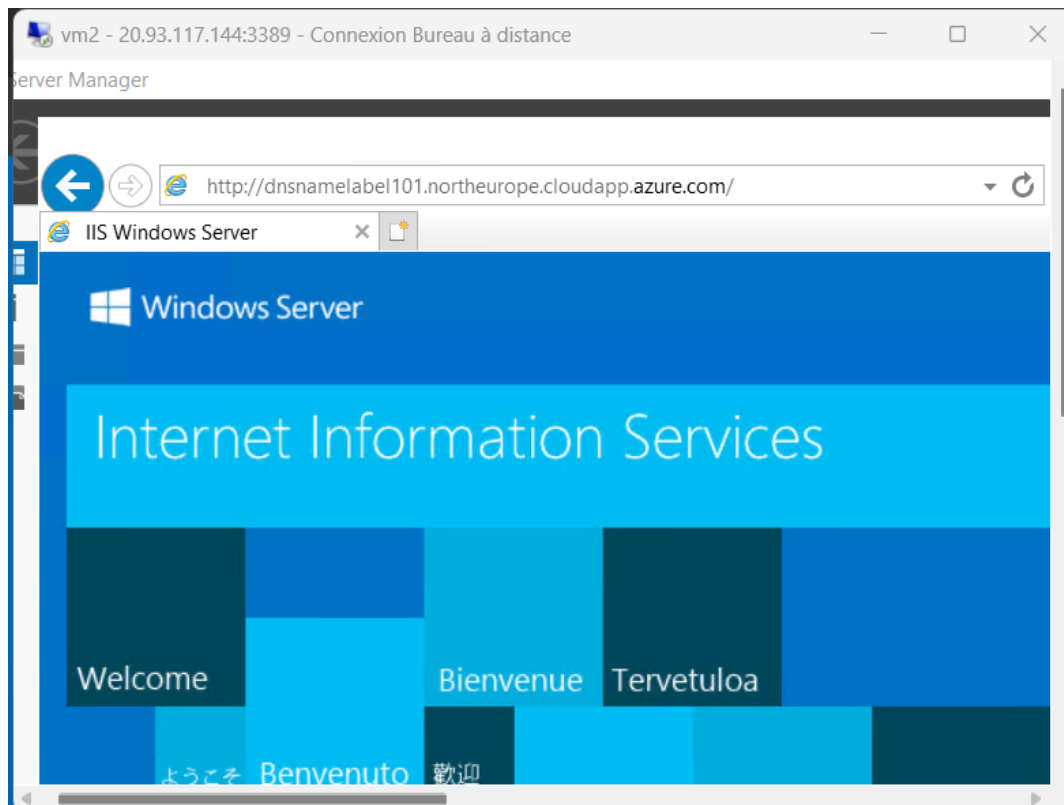 vm2 - 20.93.117.144:3389 - Connexion Bureau à distance
Server Manager
http://dnsnamelabel101.northeurope.cloudapp.azure.com/
IIS Windows Server
Windows Server
Internet Information Services
Welcome
Bienvenue
Tervetuloa
ようこそ
Benvenuto
歡迎